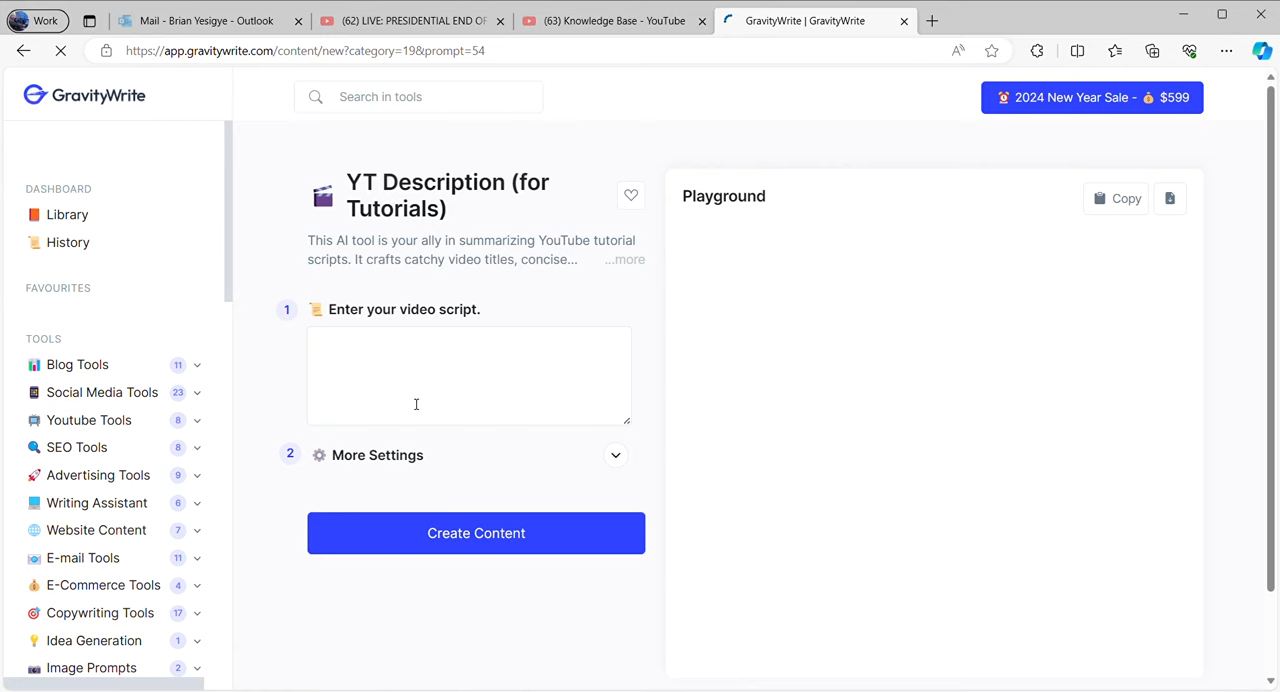 Work
Mail - Brian Yesigye - Outlook
(62) LIVE: PRESIDENTIAL END OF
(63) Knowledge Base - YouTube
GravityWrite | GravityWrite
https://app.gravitywrite.com/content/new?category=19&prompt=54
GravityWrite
Search in tools
2024 New Year Sale - $599
DASHBOARD
Library
History
FAVOURITES
TOOLS
Blog Tools 11
Social Media Tools 23
Youtube Tools 8
SEO Tools 8
Advertising Tools 9
Writing Assistant 6
Website Content 7
E-mail Tools 11
E-Commerce Tools 4
Copywriting Tools 17
Idea Generation 1
Image Prompts 2
YT Description (for
Tutorials)
This AI tool is your ally in summarizing YouTube tutorial
scripts. It crafts catchy video titles, concise... ...more
1 Enter your video script.
2 More Settings
Create Content
Playground
Copy